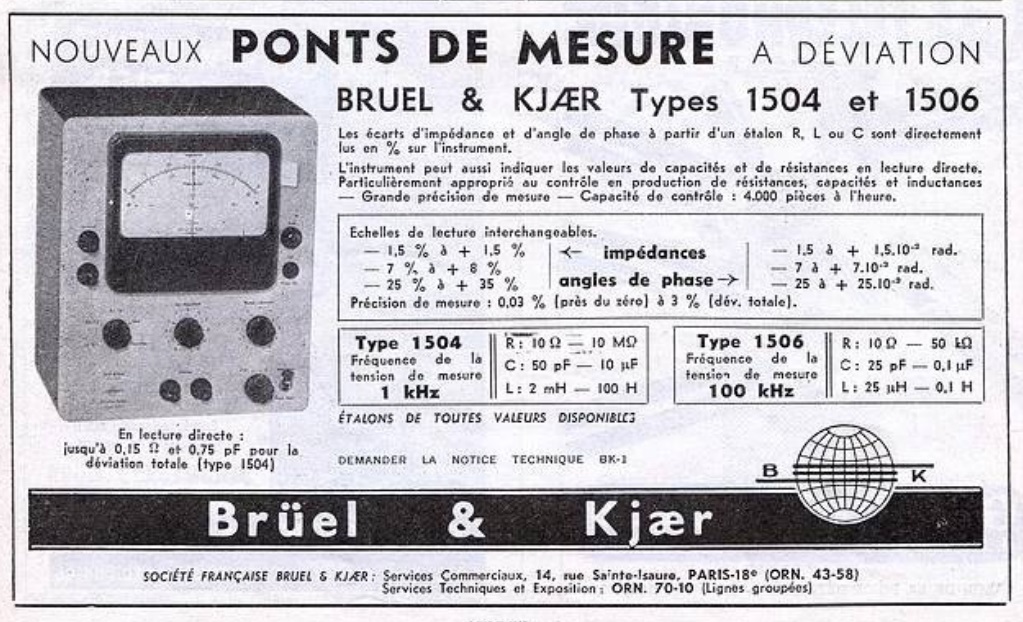 NOUVEAUX PONTS DE MESURE A DÉVIATION
BRUEL & KJÆR Types 1504 et 1506
Les écarts d'impédance et d'angle de phase à partir d'un étalon R, L ou C sont directement
lus en % sur l'instrument.
L'instrument peut aussi indiquer les valeurs de capacités et de résistances en lecture directe.
Particulièrement approprié au contrôle en production de résistances, capacités et inductances
— Grande précision de mesure — Capacité de contrôle : 4.000 pièces à l'heure.
Echelles de lecture interchangeables.
— 1,5 % à + 1,5 % ← impédances — 1,5 à + 1,5.10⁻² rad.
— 7 % à + 8 % — 7 à + 7.10⁻² rad.
— 25 % à + 35 % angles de phase → — 25 à + 25.10⁻² rad.
Précision de mesure : 0,03 % (près du zéro) à 3 % (dév. totale).
Type 1504
Fréquence de la
tension de mesure
1 kHz
R : 10 Ω — 10 MΩ
C : 50 pF — 10 µF
L : 2 mH — 100 H
Type 1506
Fréquence de la
tension de mesure
100 kHz
R : 10 Ω — 50 kΩ
C : 25 pF — 0,1 µF
L : 25 µH — 0,1 H
ÉTALONS DE TOUTES VALEURS DISPONIBLES
En lecture directe :
jusqu'à 0,15 Ω et 0,75 pF pour la
déviation totale (type 1504)
DEMANDER LA NOTICE TECHNIQUE BK-1
B K
Brüel & Kjær
SOCIÉTÉ FRANÇAISE BRUEL & KJÆR : Services Commerciaux, 14, rue Sainte-Isaure, PARIS-18e (ORN. 43-58)
Services Techniques et Exposition : ORN. 70-10 (Lignes groupées)